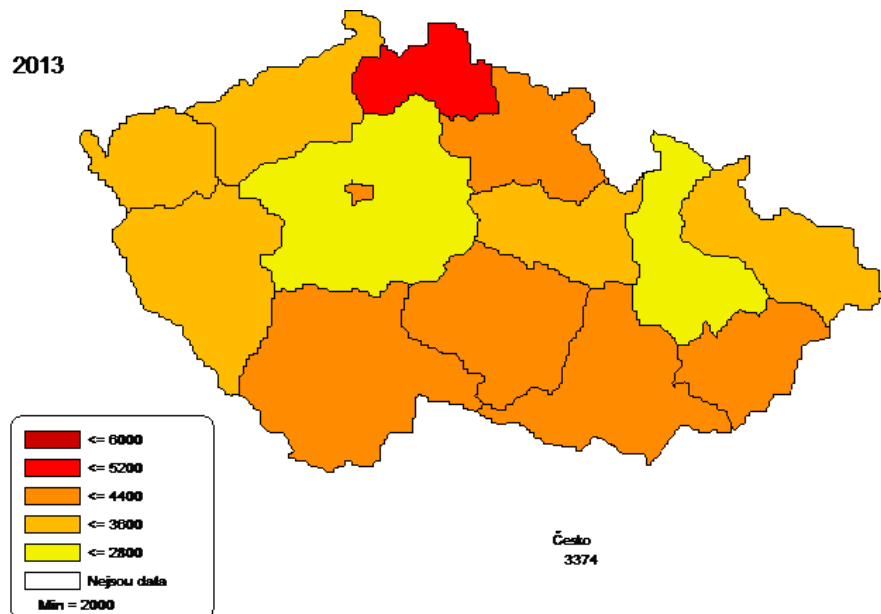 2013
<= 6000
<= 5200
<= 4400
<= 3600
<= 2800
Nejsou data
Min = 2000
Česko
3374